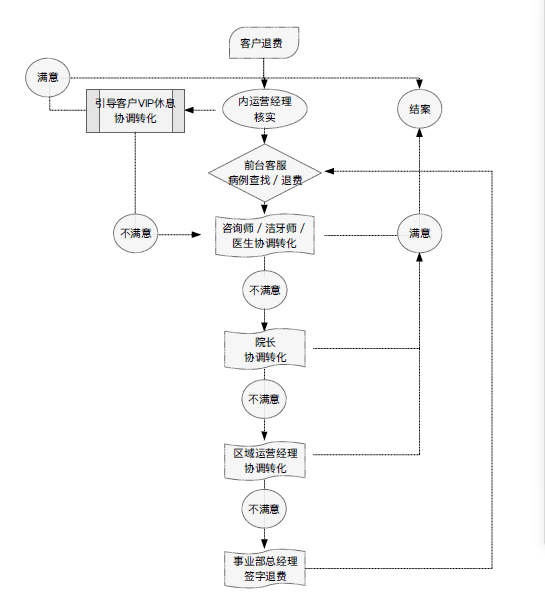 客户退费
满意
引导客户VIP休息
协调转化
内运营经理
核实
结案
前台客服
病例查找 / 退费
不满意
咨询师 / 洁牙师 /
医生协调转化
满意
不满意
院长
协调转化
不满意
区域运营经理
协调转化
不满意
事业部总经理
签字退费